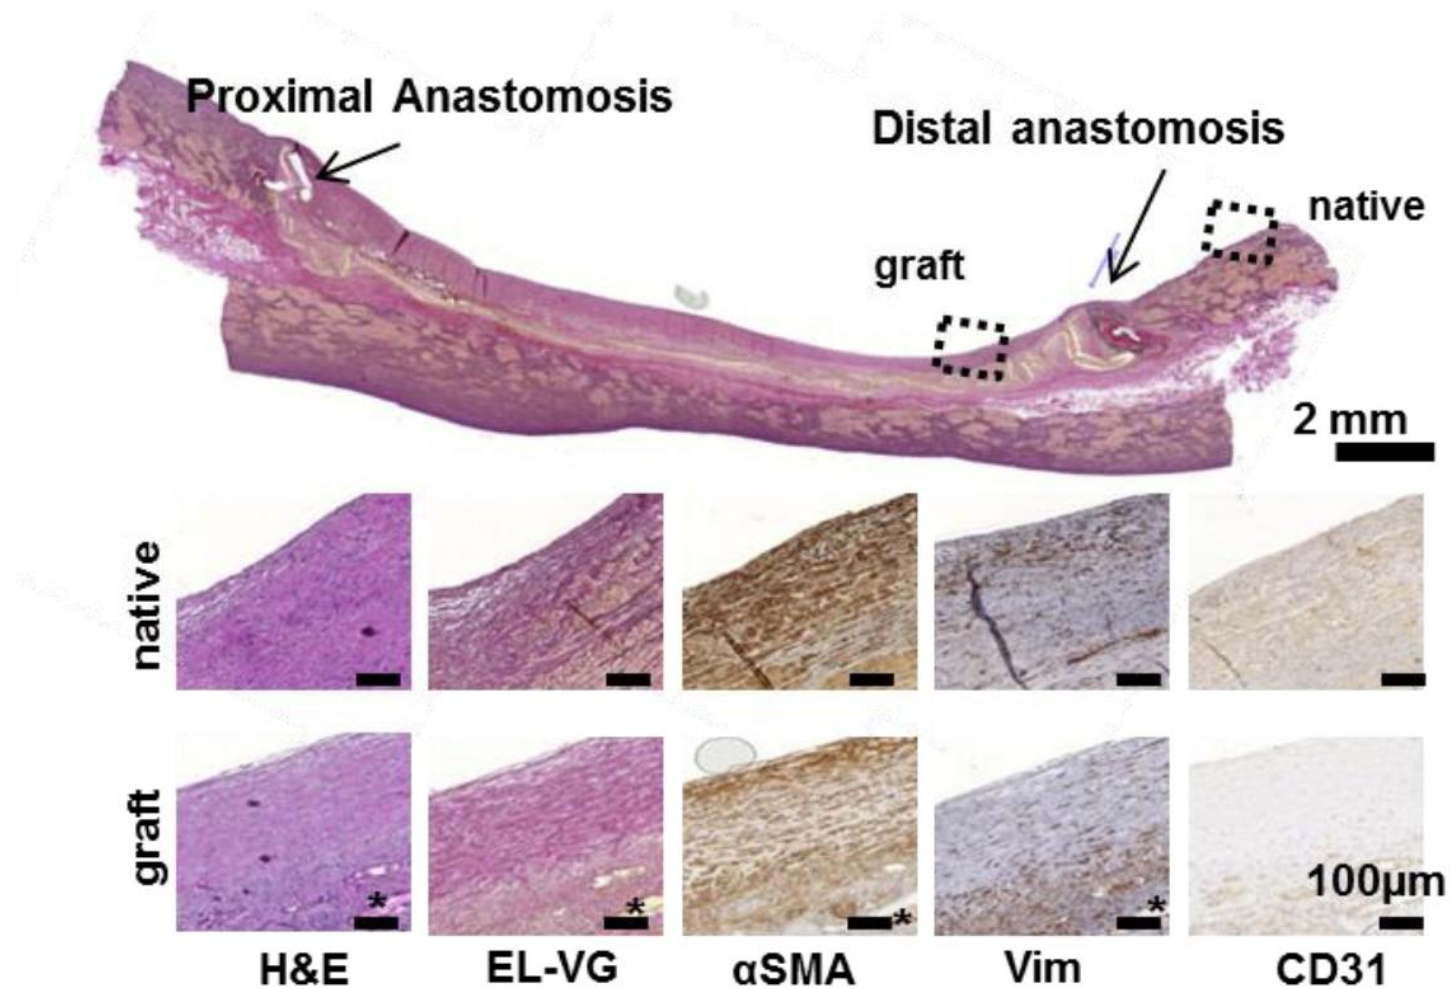 Proximal Anastomosis
Distal anastomosis
native
graft
2 mm
native
graft
*
*
*
*
100µm
H&E
EL-VG
αSMA
Vim
CD31